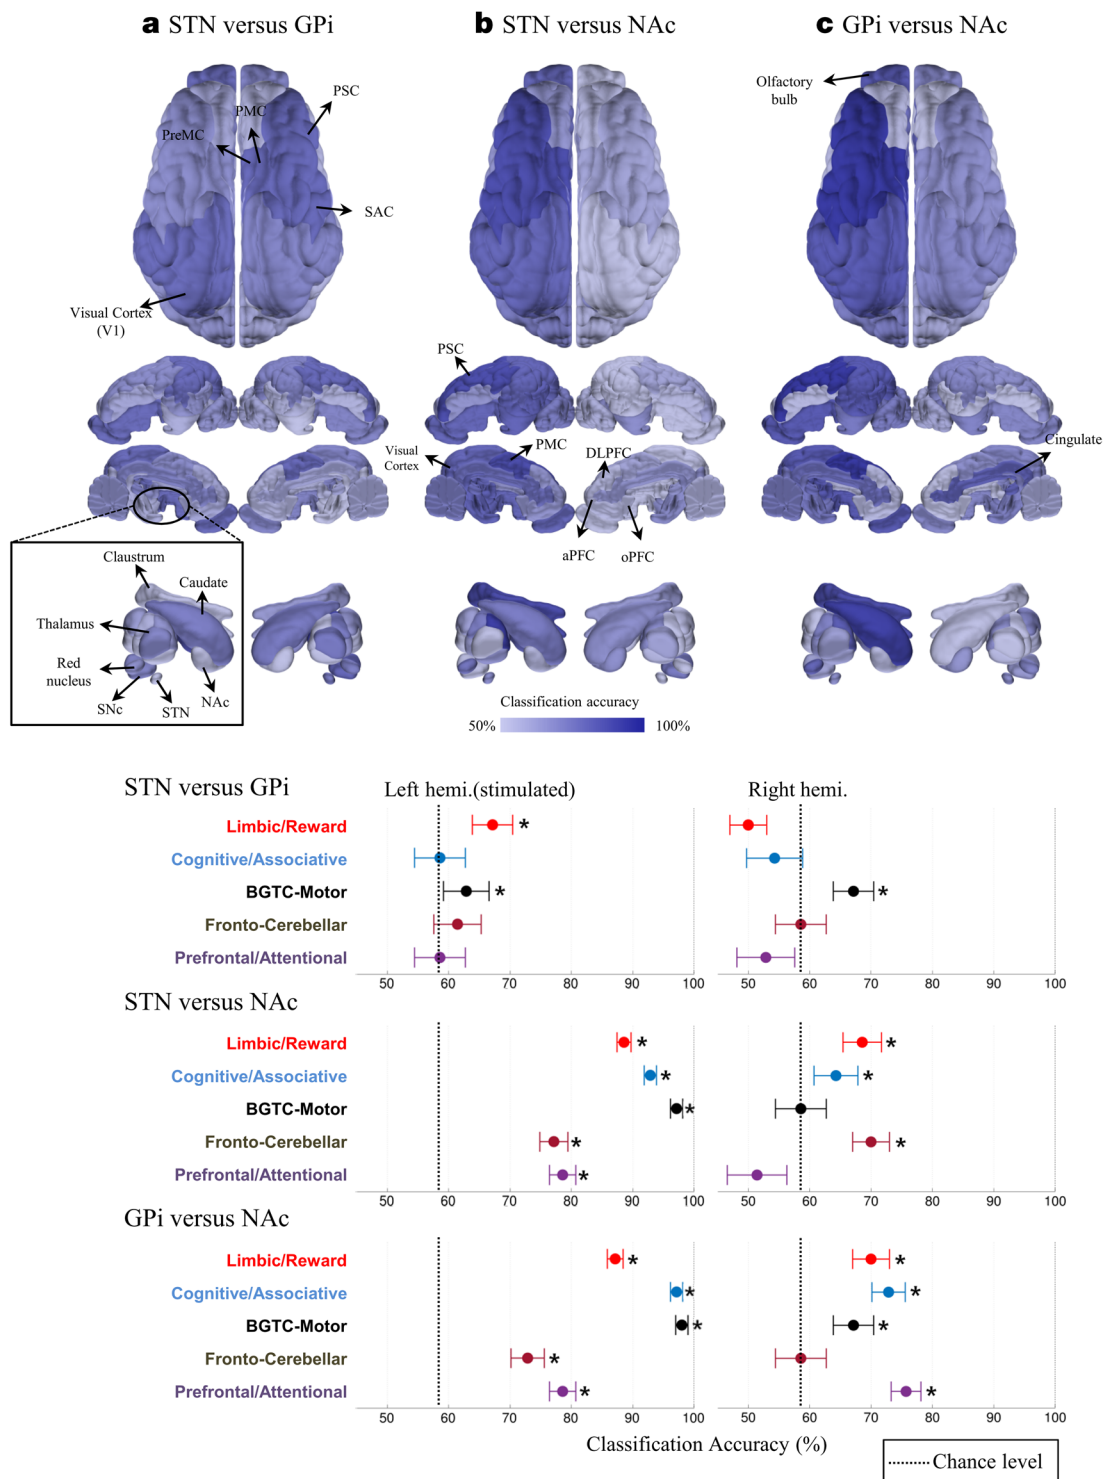 a STN versus GPi
b STN versus NAc
c GPi versus NAc
Olfactory
bulb
PSC
PMC
PreMC
SAC
Visual Cortex
(V1)
PSC
Visual
Cortex
PMC
DLPFC
Cingulate
aPFC
oPFC
Claustrum
Caudate
Thalamus
Red
nucleus
SNc
STN
NAc
Classification accuracy
50%
100%
STN versus GPi
Left hemi.(stimulated)
Right hemi.
Limbic/Reward
*
Cognitive/Associative
BGTC-Motor
* *
Fronto-Cerebellar
Prefrontal/Attentional
50 60 70 80 90 100
50 60 70 80 90 100
STN versus NAc
Limbic/Reward
* *
Cognitive/Associative
* *
BGTC-Motor
*
Fronto-Cerebellar
* *
Prefrontal/Attentional
*
50 60 70 80 90 100
50 60 70 80 90 100
GPi versus NAc
Limbic/Reward
* *
Cognitive/Associative
* *
BGTC-Motor
* *
Fronto-Cerebellar
*
Prefrontal/Attentional
* *
50 60 70 80 90 100
50 60 70 80 90 100
Classification Accuracy (%)
Chance level